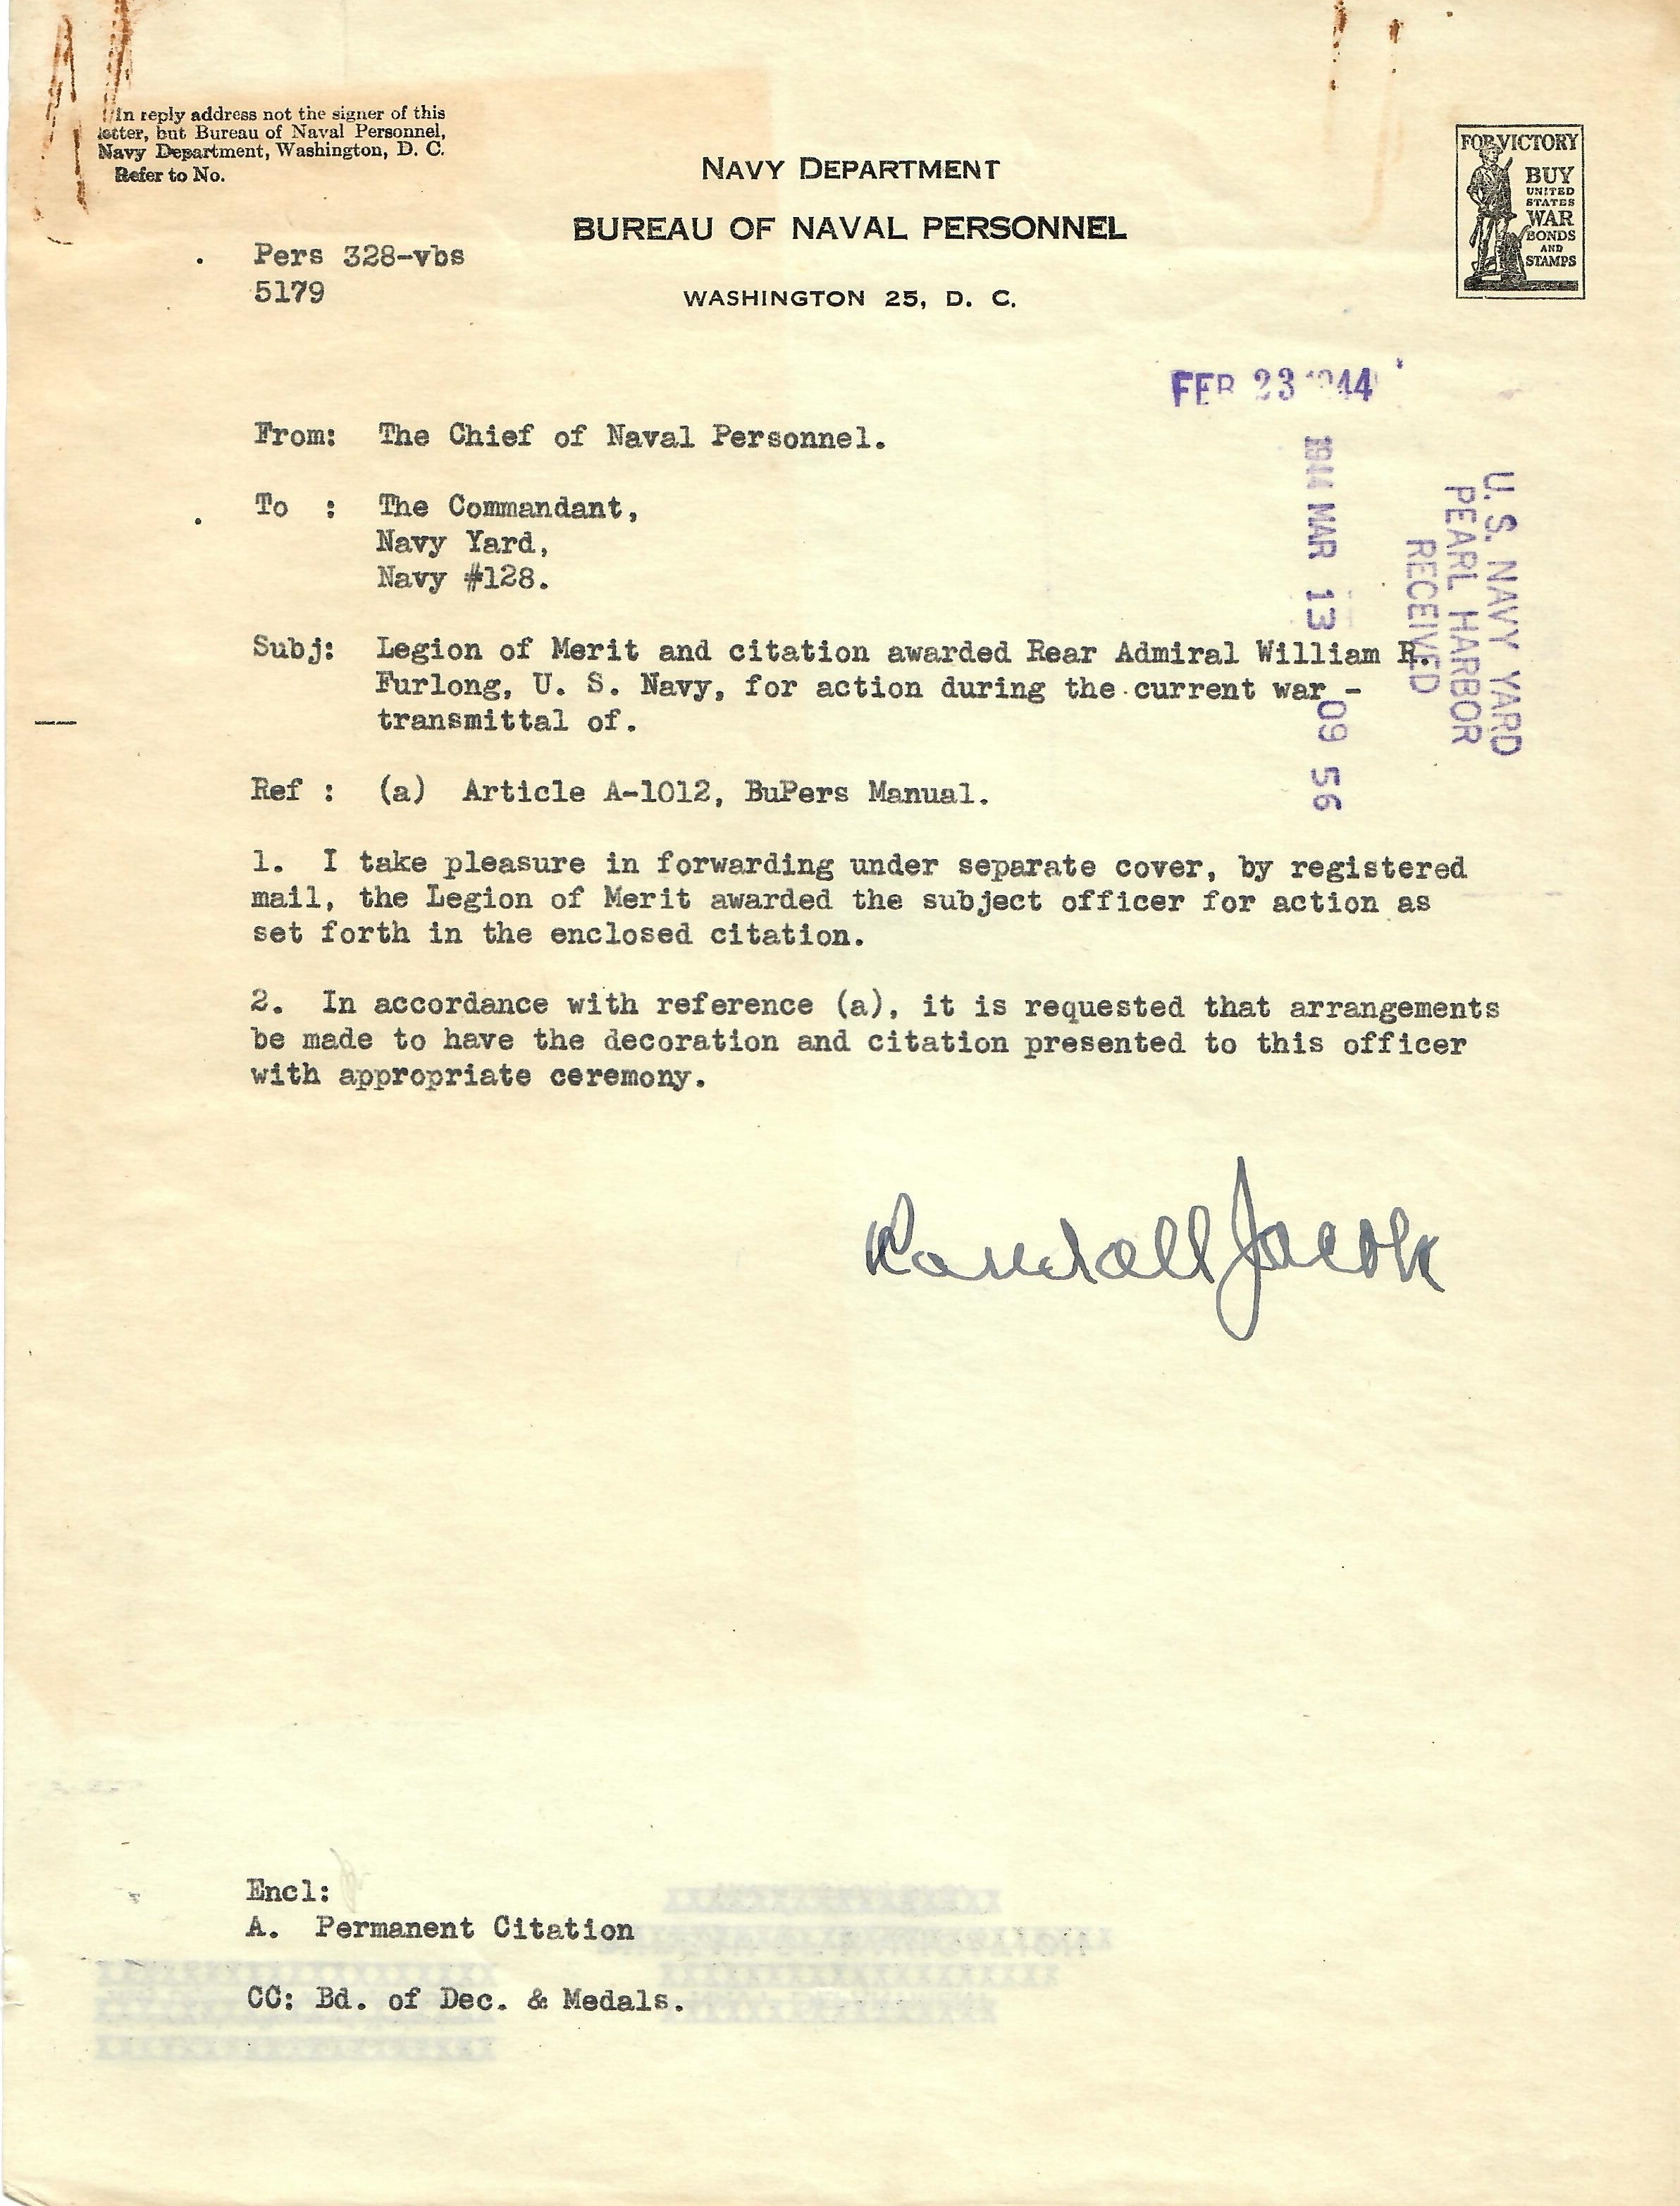 In reply address not the signer of this
letter, but Bureau of Naval Personnel,
Navy Department, Washington, D. C.
Refer to No.
NAVY DEPARTMENT
BUREAU OF NAVAL PERSONNEL
WASHINGTON 25, D. C.
FOR VICTORY
BUY
UNITED
STATES
WAR
BONDS
AND
STAMPS
Pers 328-vbs
5179
FEB 23 1944
From: The Chief of Naval Personnel.
To : The Commandant,
Navy Yard,
Navy #128.
U. S. NAVY YARD
PEARL HARBOR
RECEIVED
1944 MAR 13 09 56
Subj: Legion of Merit and citation awarded Rear Admiral William R.
Furlong, U. S. Navy, for action during the current war -
transmittal of.
Ref : (a) Article A-1012, BuPers Manual.
1. I take pleasure in forwarding under separate cover, by registered
mail, the Legion of Merit awarded the subject officer for action as
set forth in the enclosed citation.
2. In accordance with reference (a), it is requested that arrangements
be made to have the decoration and citation presented to this officer
with appropriate ceremony.
Randall Jacobs
Encl:
A. Permanent Citation
CC: Bd. of Dec. & Medals.